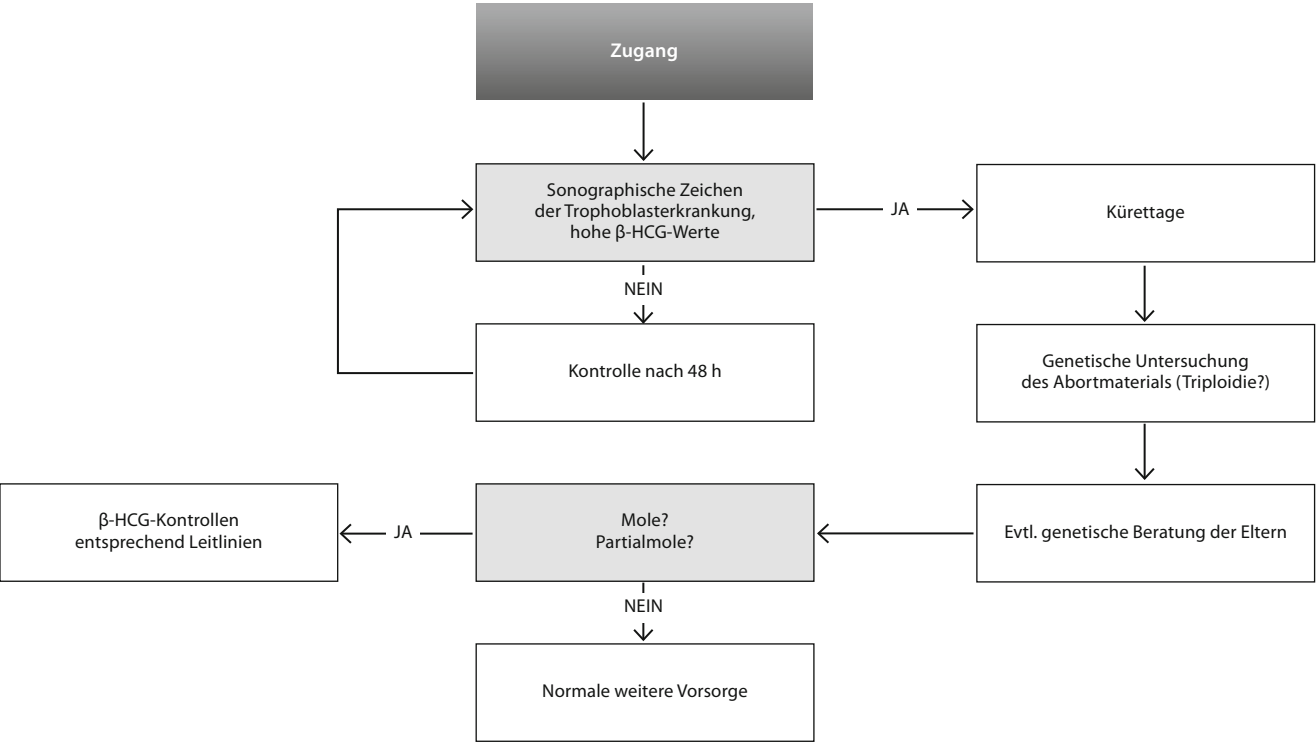 Zugang
Sonographische Zeichen
der Trophoblasterkrankung,
hohe β-HCG-Werte
JA
Kürettage
NEIN
Kontrolle nach 48 h
Genetische Untersuchung
des Abortmaterials (Triploidie?)
β-HCG-Kontrollen
entsprechend Leitlinien
JA
Mole?
Partialmole?
Evtl. genetische Beratung der Eltern
NEIN
Normale weitere Vorsorge